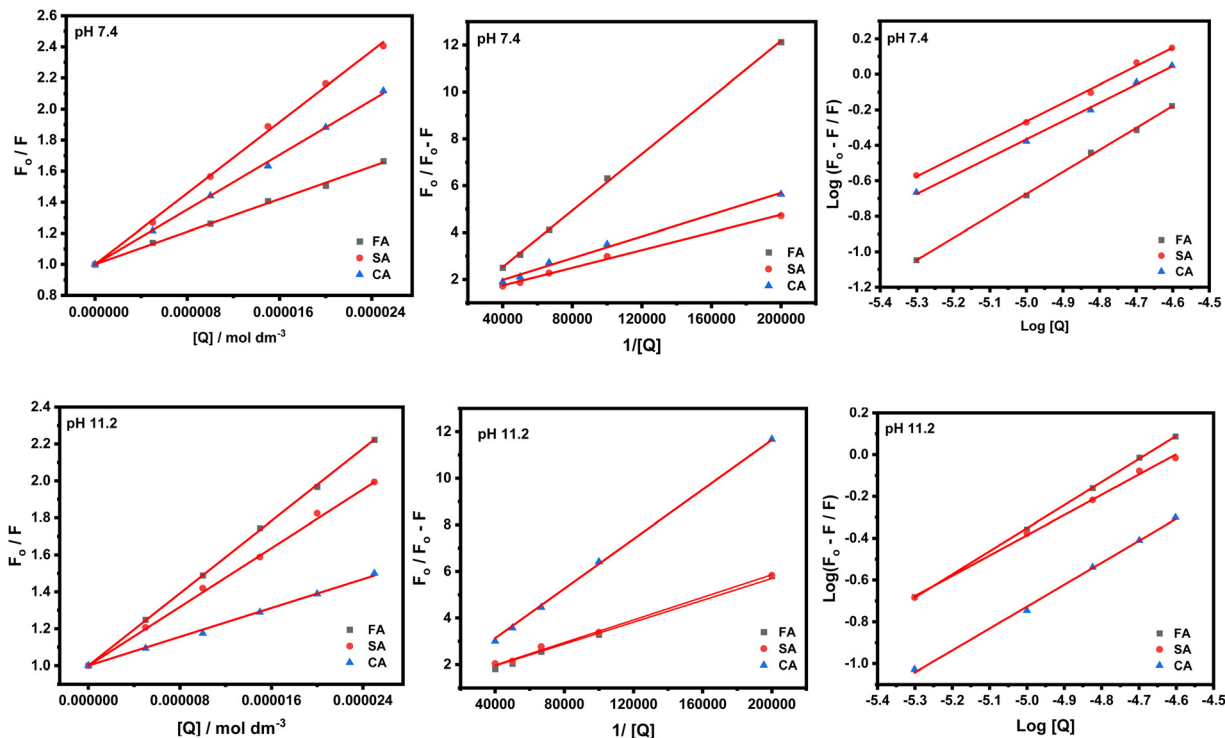 pH 7.4
F₀ / F
2.6
2.4
2.2
2.0
1.8
1.6
1.4
1.2
1.0
0.8
FA
SA
CA
0.000000
0.000008
0.000016
0.000024
[Q] / mol dm⁻³
pH 7.4
F₀ / F₀- F
12
10
8
6
4
2
FA
SA
CA
40000
80000
120000
160000
200000
1/[Q]
pH 7.4
Log (F₀ - F / F)
0.2
0.0
-0.2
-0.4
-0.6
-0.8
-1.0
-1.2
FA
SA
CA
-5.4
-5.3
-5.2
-5.1
-5.0
-4.9
-4.8
-4.7
-4.6
-4.5
Log [Q]
pH 11.2
F₀ / F
2.4
2.2
2.0
1.8
1.6
1.4
1.2
1.0
FA
SA
CA
0.000000
0.000008
0.000016
0.000024
[Q] / mol dm⁻³
pH 11.2
F₀ / F₀ - F
12
10
8
6
4
2
FA
SA
CA
40000
80000
120000
160000
200000
1/ [Q]
pH 11.2
Log(F₀ - F / F)
0.2
0.0
-0.2
-0.4
-0.6
-0.8
-1.0
FA
SA
CA
-5.4
-5.3
-5.2
-5.1
-5.0
-4.9
-4.8
-4.7
-4.6
-4.5
Log [Q]